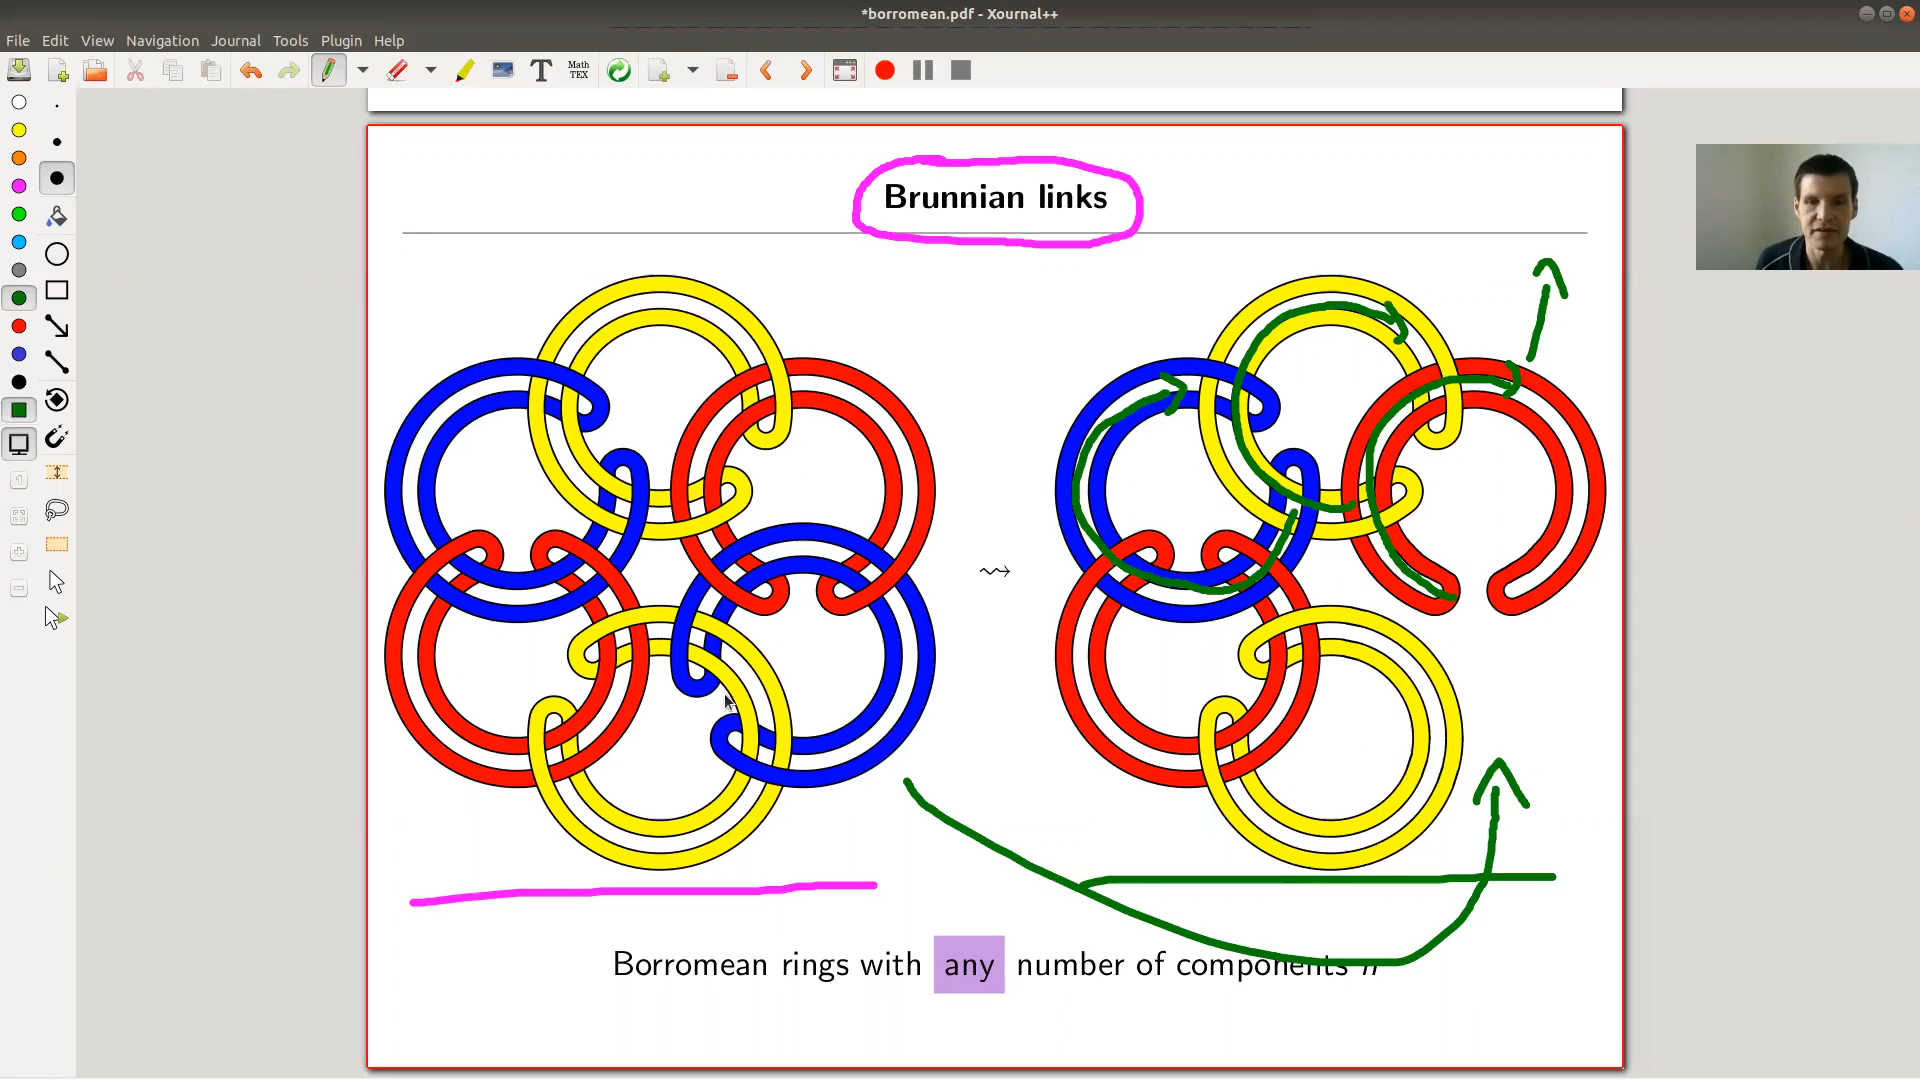 *borromean.pdf - Xournal++
File Edit View Navigation Journal Tools Plugin Help
Math
TEX
Brunnian links
Borromean rings with any number of components n